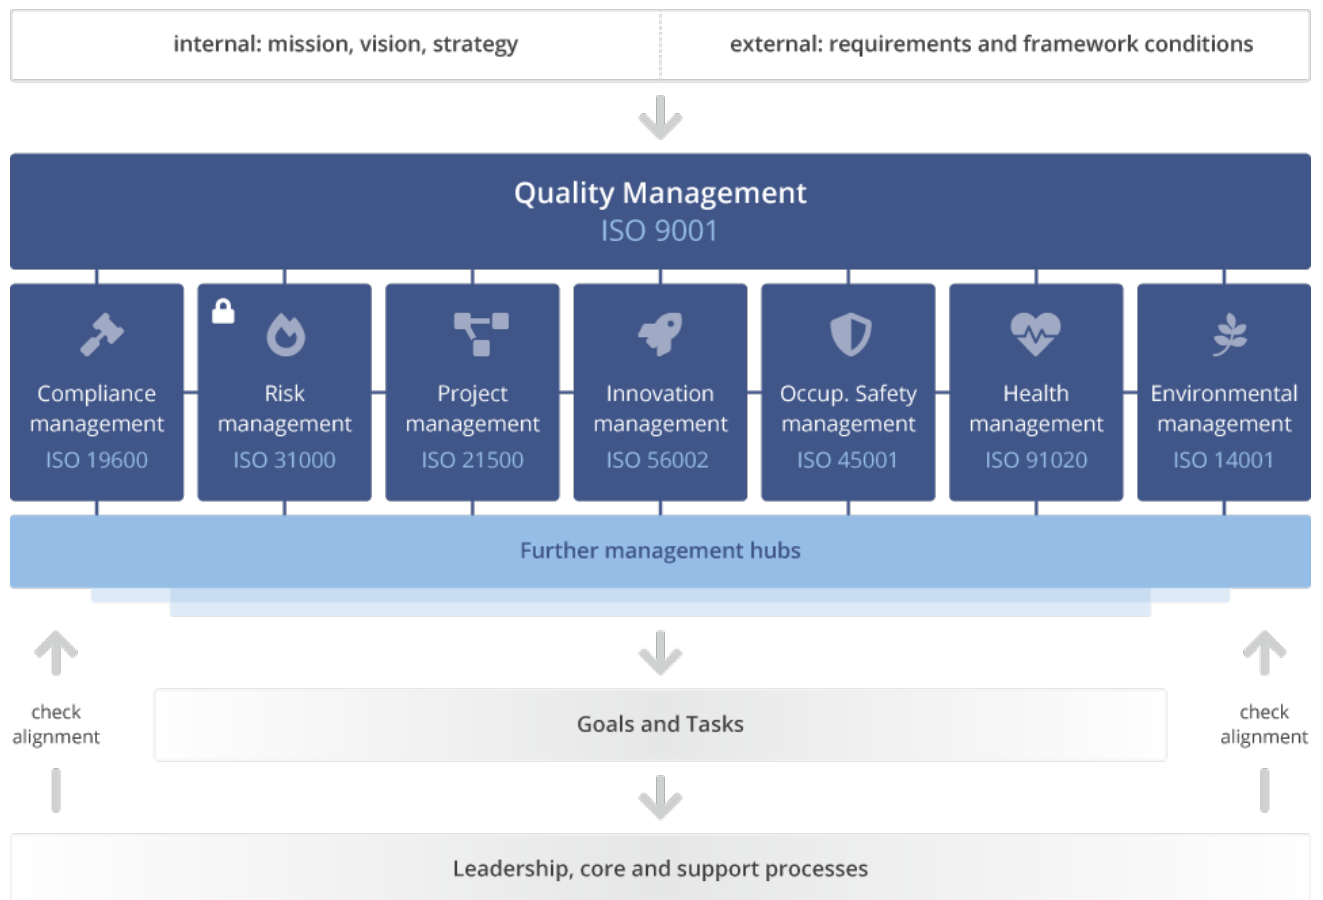 internal: mission, vision, strategy
external: requirements and framework conditions
Quality Management
ISO 9001
Compliance
management
ISO 19600
Risk
management
ISO 31000
Project
management
ISO 21500
Innovation
management
ISO 56002
Occup. Safety
management
ISO 45001
Health
management
ISO 91020
Environmental
management
ISO 14001
Further management hubs
check
alignment
Goals and Tasks
check
alignment
Leadership, core and support processes